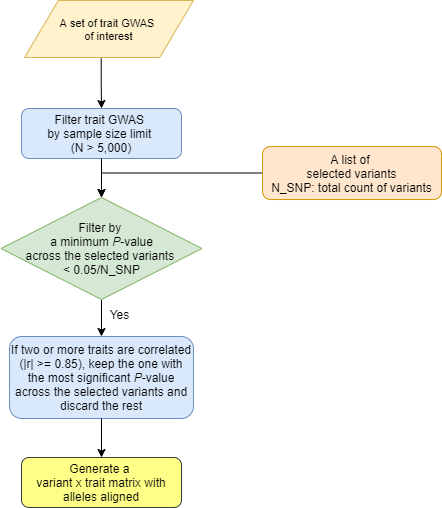 A set of trait GWAS
of interest
Filter trait GWAS
by sample size limit
(N > 5,000)
A list of
selected variants
N_SNP: total count of variants
Filter by
a minimum P-value
across the selected variants
< 0.05/N_SNP
Yes
If two or more traits are correlated
(|r| >= 0.85), keep the one with
the most significant P-value
across the selected variants and
discard the rest
Generate a
variant x trait matrix with
alleles aligned